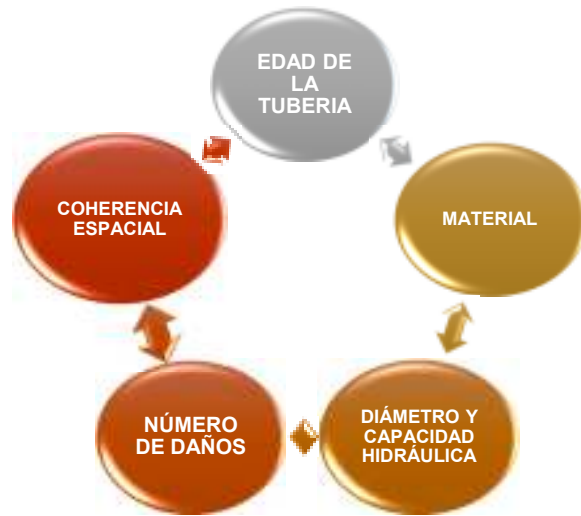 EDAD DE
LA
TUBERIA
MATERIAL
DIÁMETRO Y
CAPACIDAD
HIDRÁULICA
NÚMERO
DE DAÑOS
COHERENCIA
ESPACIAL